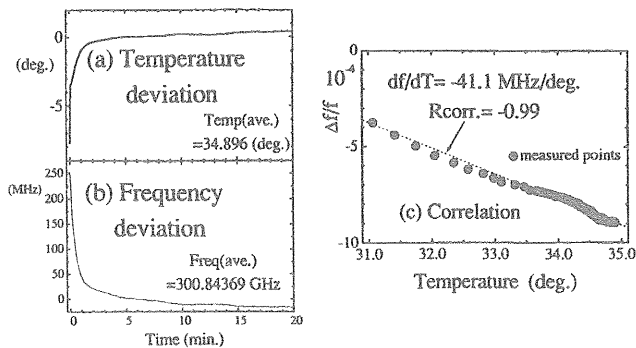 0
(deg.)
-5
(a) Temperature
deviation
Temp(ave.)
=34.896 (deg.)
(MHz)
250
200
150
100
50
0
(b) Frequency
deviation
Freq(ave.)
=300.84369 GHz
0
5
10
15
20
Time (min.)
0
10⁻⁴
Δf/f
-5
-10
df/dT= -41.1 MHz/deg.
Rcorr.= -0.99
measured points
(c) Correlation
31.0
32.0
33.0
34.0
35.0
Temperature (deg.)